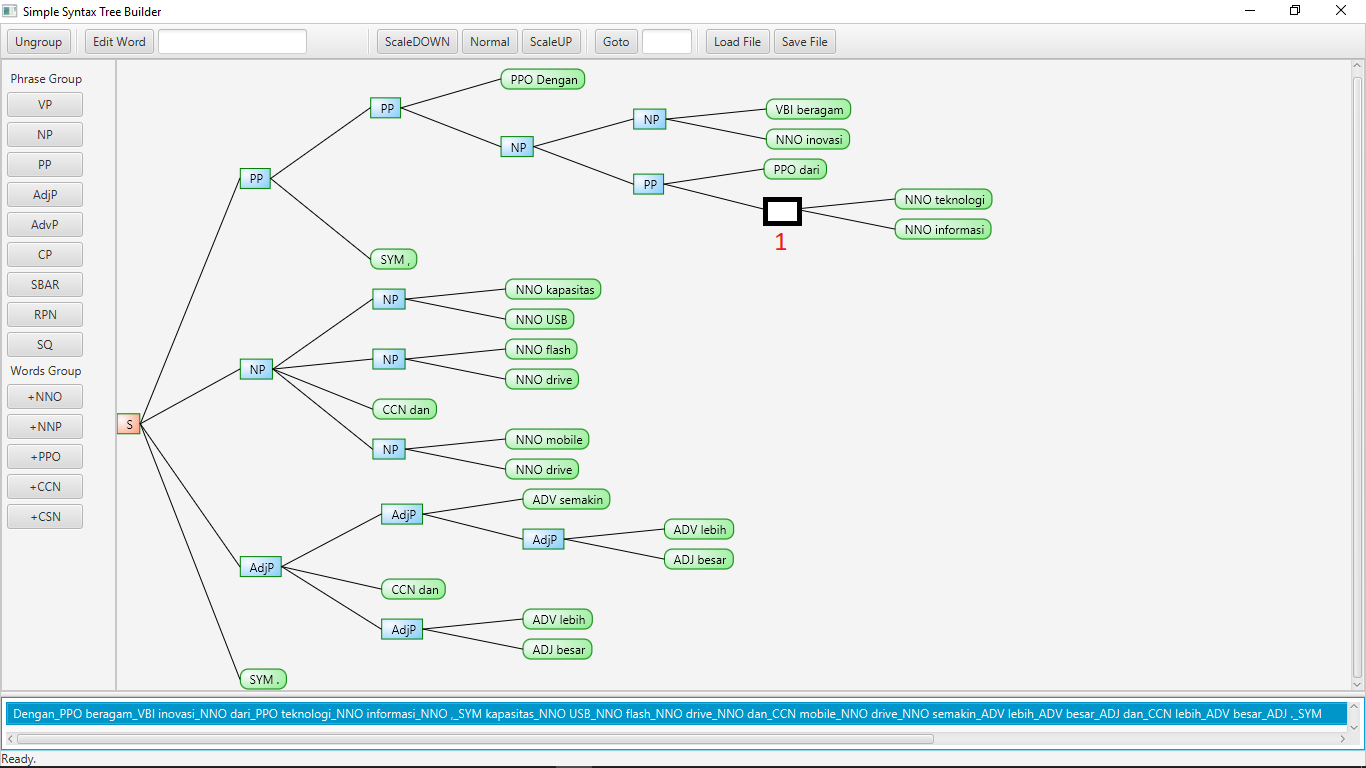 Simple Syntax Tree Builder
Ungroup Edit Word ScaleDOWN Normal ScaleUP Goto Load File Save File
Phrase Group
VP
NP
PP
AdjP
AdvP
CP
SBAR
RPN
SQ
Words Group
+NNO
+NNP
+PPO
+CCN
+CSN
PPO Dengan
PP
VBI beragam
NP
NNO inovasi
NP
PPO dari
PP
PP
NNO teknologi
1
NNO informasi
SYM ,
NNO kapasitas
NP
NNO USB
NNO flash
NP
NP
NNO drive
CCN dan
S
NNO mobile
NP
NNO drive
ADV semakin
AdjP
ADV lebih
AdjP
ADJ besar
AdjP
CCN dan
ADV lebih
AdjP
ADJ besar
SYM .
Dengan_PPO beragam_VBI inovasi_NNO dari_PPO teknologi_NNO informasi_NNO ,_SYM kapasitas_NNO USB_NNO flash_NNO drive_NNO dan_CCN mobile_NNO drive_NNO semakin_ADV lebih_ADV besar_ADJ dan_CCN lebih_ADV besar_ADJ ._SYM
Ready.